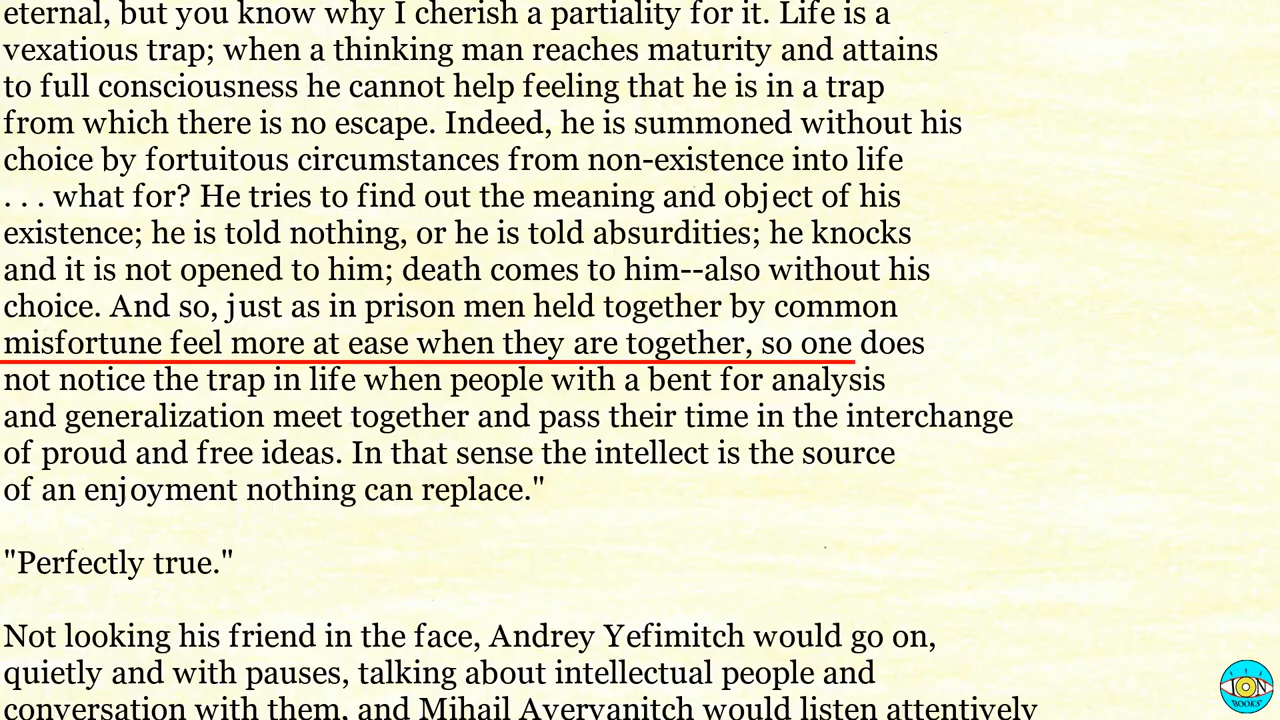 eternal, but you know why I cherish a partiality for it. Life is a
vexatious trap; when a thinking man reaches maturity and attains
to full consciousness he cannot help feeling that he is in a trap
from which there is no escape. Indeed, he is summoned without his
choice by fortuitous circumstances from non-existence into life
. . . what for? He tries to find out the meaning and object of his
existence; he is told nothing, or he is told absurdities; he knocks
and it is not opened to him; death comes to him--also without his
choice. And so, just as in prison men held together by common
misfortune feel more at ease when they are together, so one does
not notice the trap in life when people with a bent for analysis
and generalization meet together and pass their time in the interchange
of proud and free ideas. In that sense the intellect is the source
of an enjoyment nothing can replace."
"Perfectly true."
Not looking his friend in the face, Andrey Yefimitch would go on,
quietly and with pauses, talking about intellectual people and
conversation with them, and Mihail Averyanitch would listen attentively
ION
BOOKS